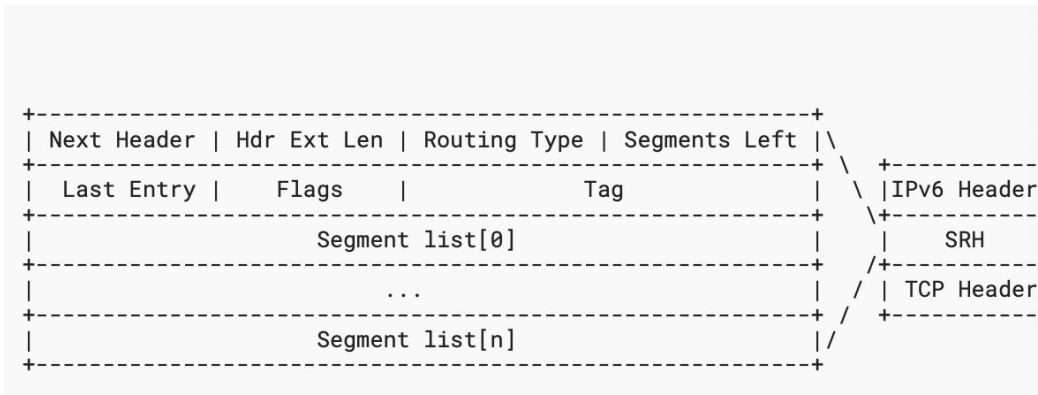 +-----------------------------------------------------------+
| Next Header | Hdr Ext Len | Routing Type | Segments Left |\
+-----------------------------------------------------------+ \   +-----------
|  Last Entry |    Flags    |             Tag              |  \  |IPv6 Header
+-----------------------------------------------------------+   \+-----------
|                     Segment list[0]                       |    |    SRH
+-----------------------------------------------------------+   /+-----------
|                          ...                              |  / | TCP Header
+-----------------------------------------------------------+ /  +-----------
|                     Segment list[n]                       |/
+-----------------------------------------------------------+